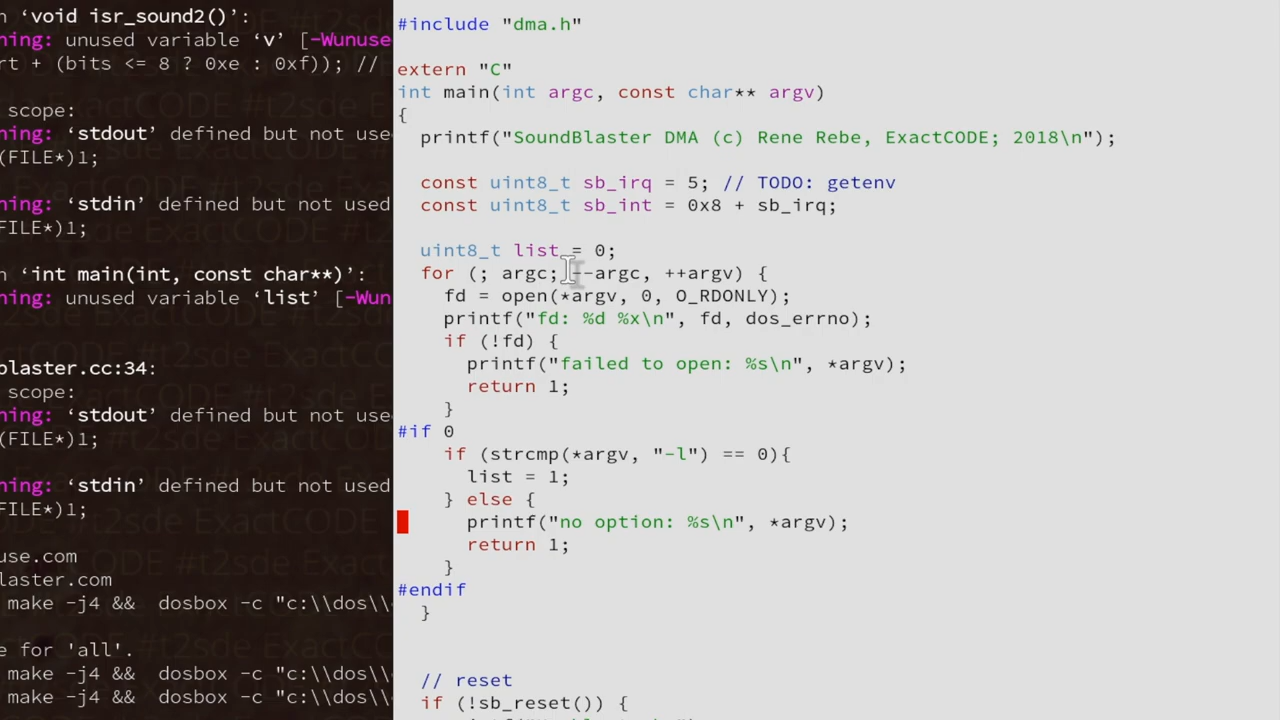 n ‘void isr_sound2()’:
ning: unused variable ‘v’ [-Wunuse
rt + (bits <= 8 ? 0xe : 0xf)); //
scope:
ning: ‘stdout’ defined but not use
(FILE*)1;
ning: ‘stdin’ defined but not used
(FILE*)1;
n ‘int main(int, const char**)’:
ning: unused variable ‘list’ [-Wun
blaster.cc:34:
scope:
ning: ‘stdout’ defined but not use
(FILE*)1;
ning: ‘stdin’ defined but not used
(FILE*)1;
use.com
laster.com
make -j4 &&  dosbox -c "c:\\dos\\
e for 'all'.
make -j4 &&  dosbox -c "c:\\dos\\
make -j4 &&  dosbox -c "c:\\dos\\
#include "dma.h"
extern "C"
int main(int argc, const char** argv)
{
  printf("SoundBlaster DMA (c) Rene Rebe, ExactCODE; 2018\n");
  const uint8_t sb_irq = 5; // TODO: getenv
  const uint8_t sb_int = 0x8 + sb_irq;
  uint8_t list = 0;
  for (; argc; --argc, ++argv) {
    fd = open(*argv, 0, O_RDONLY);
    printf("fd: %d %x\n", fd, dos_errno);
    if (!fd) {
      printf("failed to open: %s\n", *argv);
      return 1;
    }
#if 0
    if (strcmp(*argv, "-l") == 0){
      list = 1;
    } else {
      printf("no option: %s\n", *argv);
      return 1;
    }
#endif
  }
  // reset
  if (!sb_reset()) {